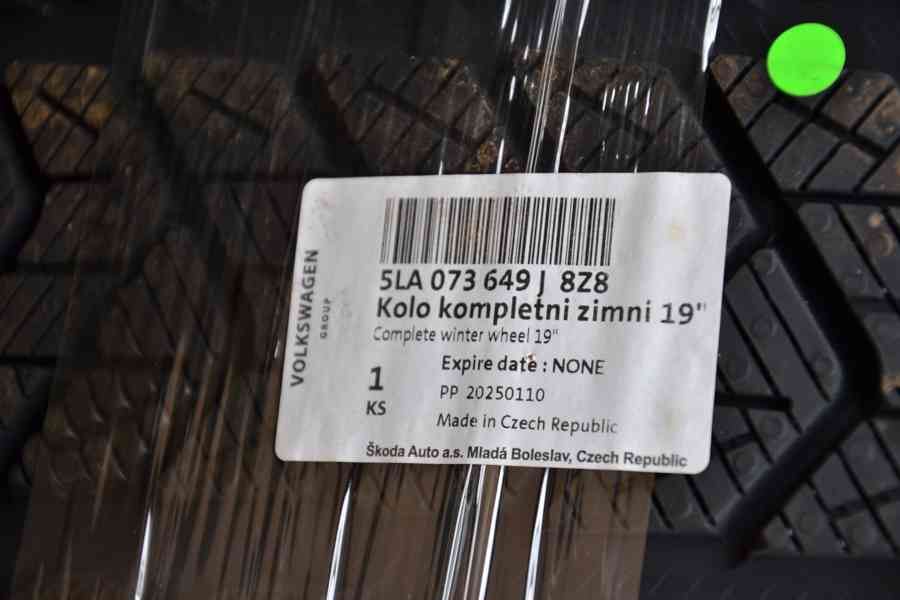 VOLKSWAGEN
GROUP
5LA 073 649 J 8Z8
Kolo kompletni zimni 19"
Complete winter wheel 19"
Expire date : NONE
1
KS
PP 20250110
Made in Czech Republic
Škoda Auto a.s. Mladá Boleslav, Czech Republic